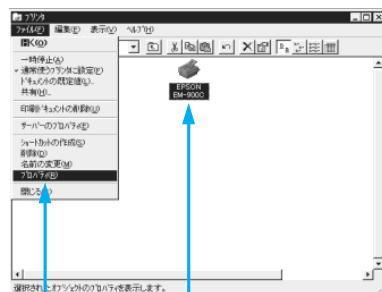 プリンタ
ファイル(F) 編集(E) 表示(V) ヘルプ(H)
開く(O)
一時停止(A)
通常使うプリンタに設定(E)
ドキュメントの既定値(L)...
共有(H)...
印刷ドキュメントの削除(U)
サーバーのプロパティ(E)
ショートカットの作成(S)
削除(D)
名前の変更(M)
プロパティ(R)
閉じる(C)
EPSON
EM-900C
選択されたオブジェクトのプロパティを表示します。